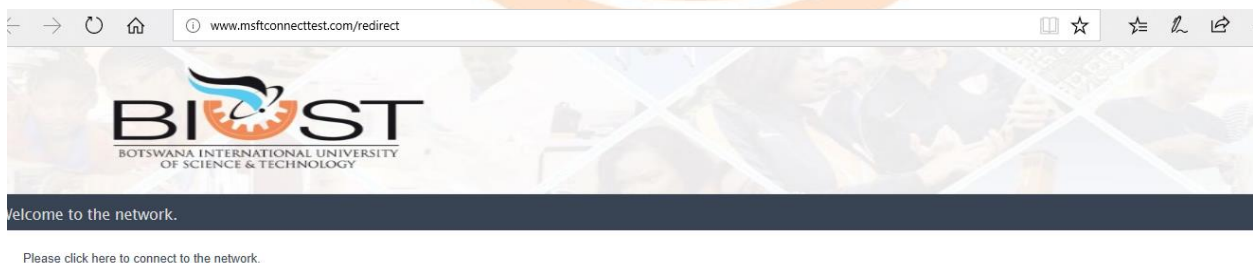 www.msftconnecttest.com/redirect
BIUST
BOTSWANA INTERNATIONAL UNIVERSITY
OF SCIENCE & TECHNOLOGY
Welcome to the network.
Please click here to connect to the network.